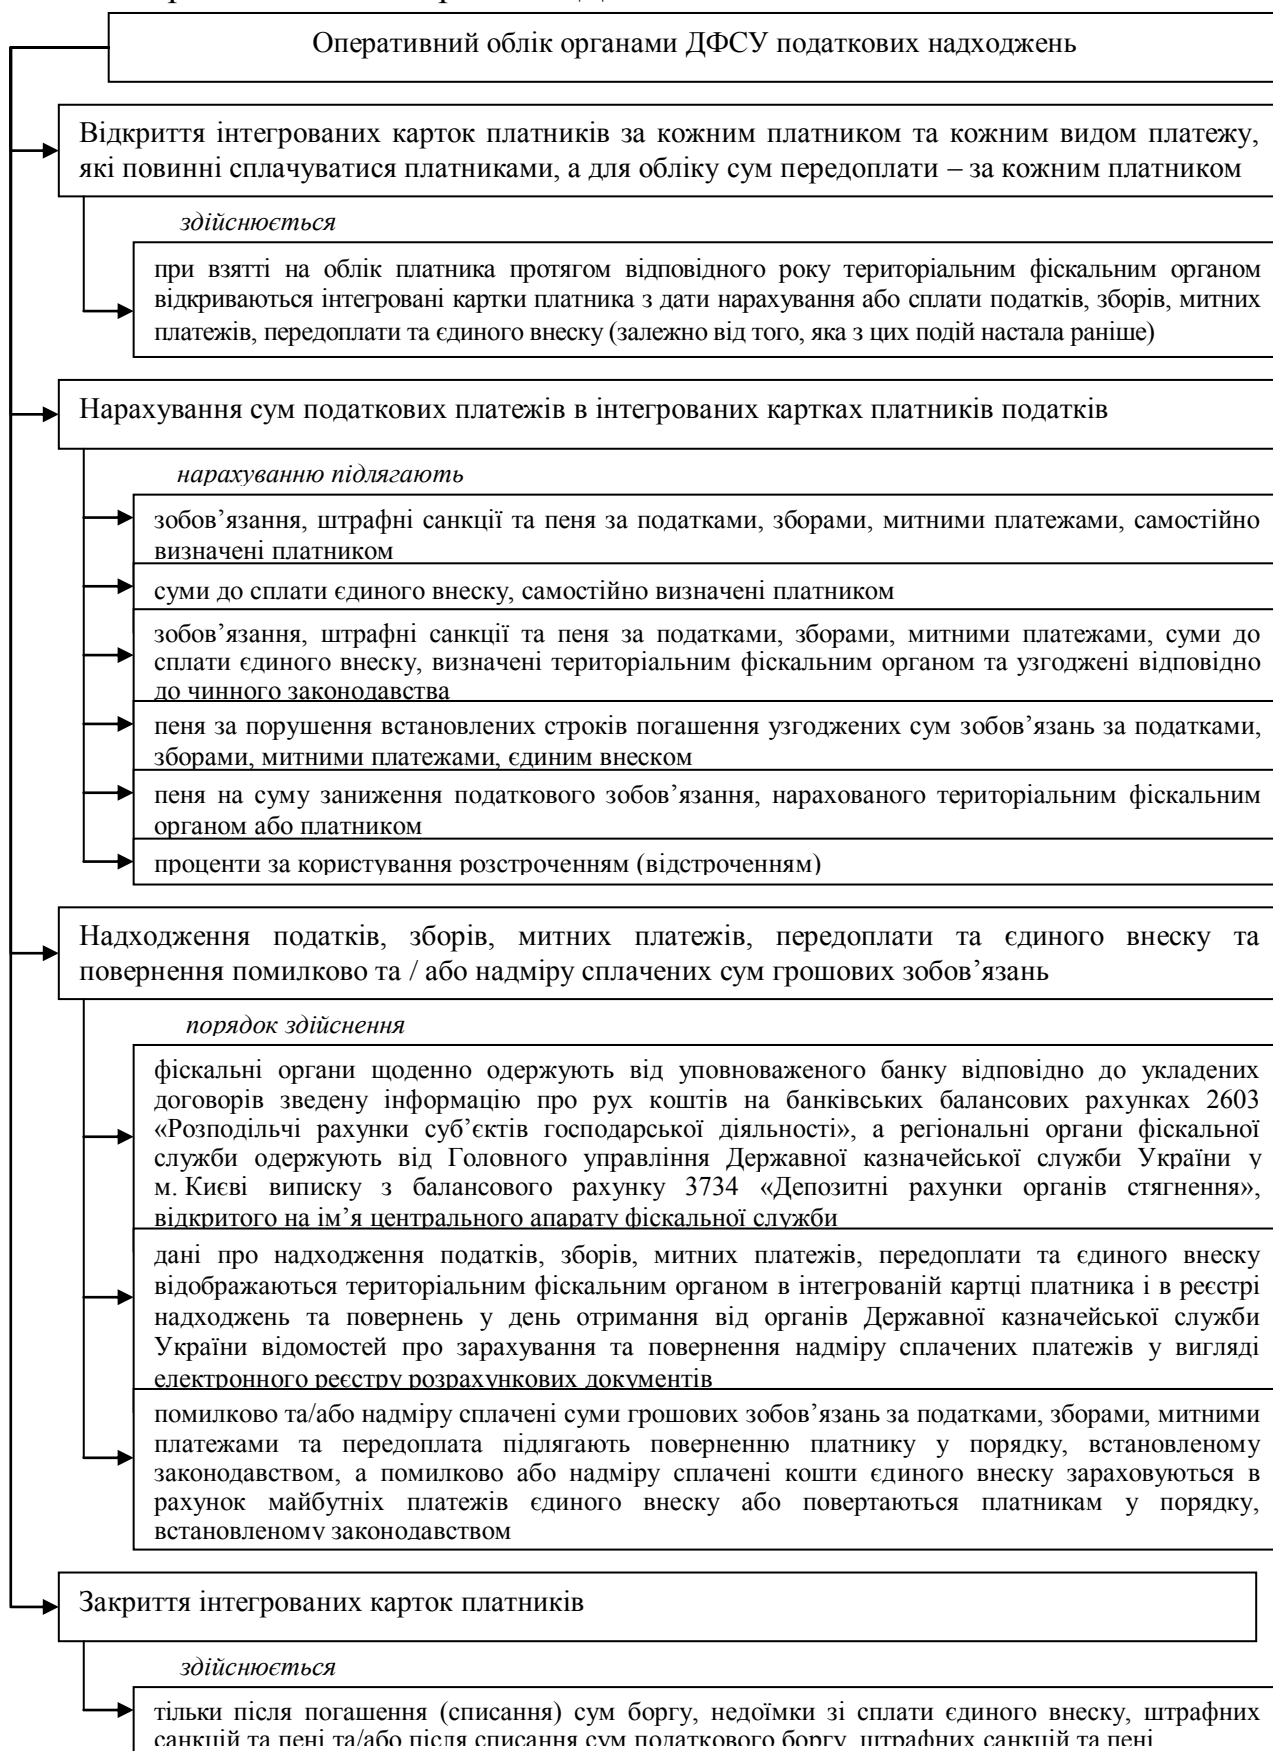 Оперативний облік органами ДФСУ податкових надходжень
Відкриття інтегрованих карток платників за кожним платником та кожним видом платежу,
які повинні сплачуватися платниками, а для обліку сум передоплати – за кожним платником
здійснюється
при взятті на облік платника протягом відповідного року територіальним фіскальним органом
відкриваються інтегровані картки платника з дати нарахування або сплати податків, зборів, митних
платежів, передоплати та єдиного внеску (залежно від того, яка з цих подій настала раніше)
Нарахування сум податкових платежів в інтегрованих картках платників податків
нарахуванню підлягають
зобов’язання, штрафні санкції та пеня за податками, зборами, митними платежами, самостійно
визначені платником
суми до сплати єдиного внеску, самостійно визначені платником
зобов’язання, штрафні санкції та пеня за податками, зборами, митними платежами, суми до
сплати єдиного внеску, визначені територіальним фіскальним органом та узгоджені відповідно
до чинного законодавства
пеня за порушення встановлених строків погашення узгоджених сум зобов’язань за податками,
зборами, митними платежами, єдиним внеском
пеня на суму заниження податкового зобов’язання, нарахованого територіальним фіскальним
органом або платником
проценти за користування розстроченням (відстроченням)
Надходження податків, зборів, митних платежів, передоплати та єдиного внеску та
повернення помилково та / або надміру сплачених сум грошових зобов’язань
порядок здійснення
фіскальні органи щоденно одержують від уповноваженого банку відповідно до укладених
договорів зведену інформацію про рух коштів на банківських балансових рахунках 2603
«Розподільчі рахунки суб’єктів господарської діяльності», а регіональні органи фіскальної
служби одержують від Головного управління Державної казначейської служби України у
м. Києві виписку з балансового рахунку 3734 «Депозитні рахунки органів стягнення»,
відкритого на ім’я центрального апарату фіскальної служби
дані про надходження податків, зборів, митних платежів, передоплати та єдиного внеску
відображаються територіальним фіскальним органом в інтегрованій картці платника і в реєстрі
надходжень та повернень у день отримання від органів Державної казначейської служби
України відомостей про зарахування та повернення надміру сплачених платежів у вигляді
електронного реєстру розрахункових документів
помилково та/або надміру сплачені суми грошових зобов’язань за податками, зборами, митними
платежами та передоплата підлягають поверненню платнику у порядку, встановленому
законодавством, а помилково або надміру сплачені кошти єдиного внеску зараховуються в
рахунок майбутніх платежів єдиного внеску або повертаються платникам у порядку,
встановленому законодавством
Закриття інтегрованих карток платників
здійснюється
тільки після погашення (списання) сум боргу, недоїмки зі сплати єдиного внеску, штрафних
санкцій та пені та/або після списання сум податкового боргу, штрафних санкцій та пені